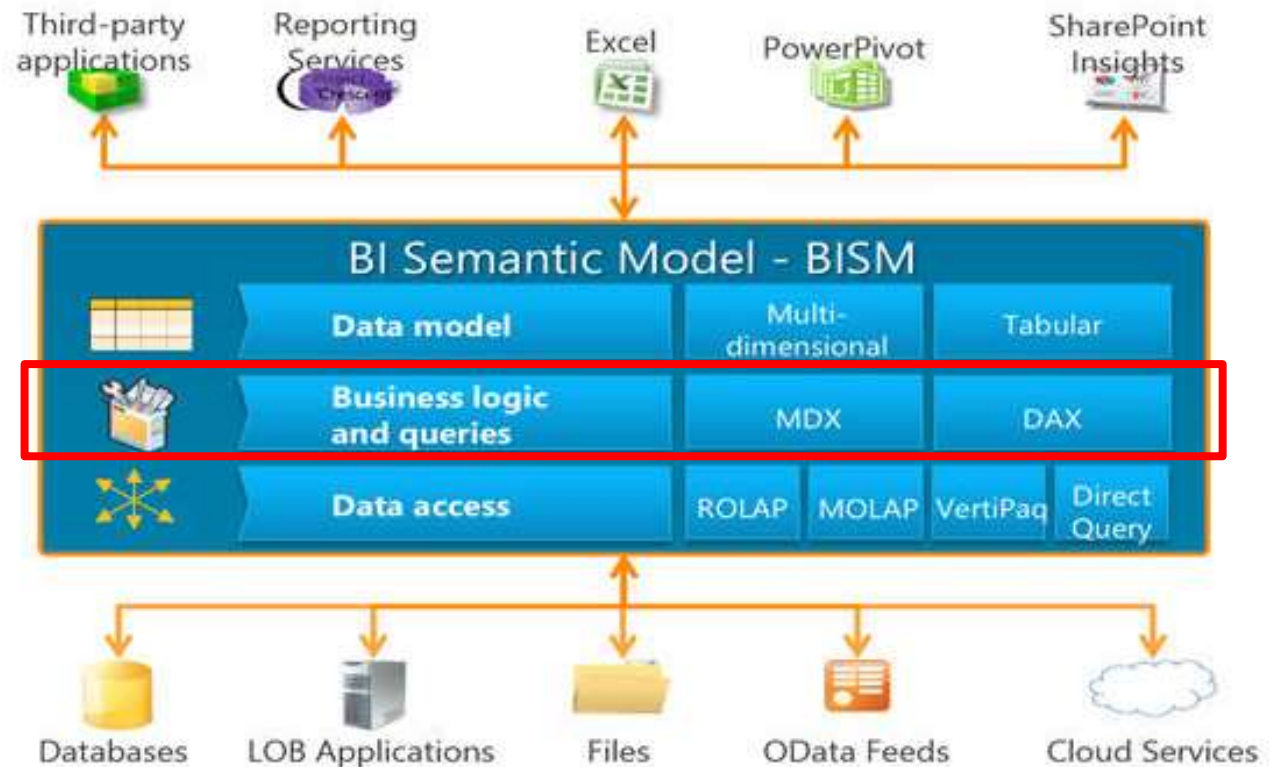 Third-party
applications
Reporting
Services
Project
"Crescent"
Excel
PowerPivot
SharePoint
Insights
BI Semantic Model - BISM
Data model
Multi-
dimensional
Tabular
Business logic
and queries
MDX
DAX
Data access
ROLAP
MOLAP
VertiPaq
Direct
Query
Databases
LOB Applications
Files
OData Feeds
Cloud Services